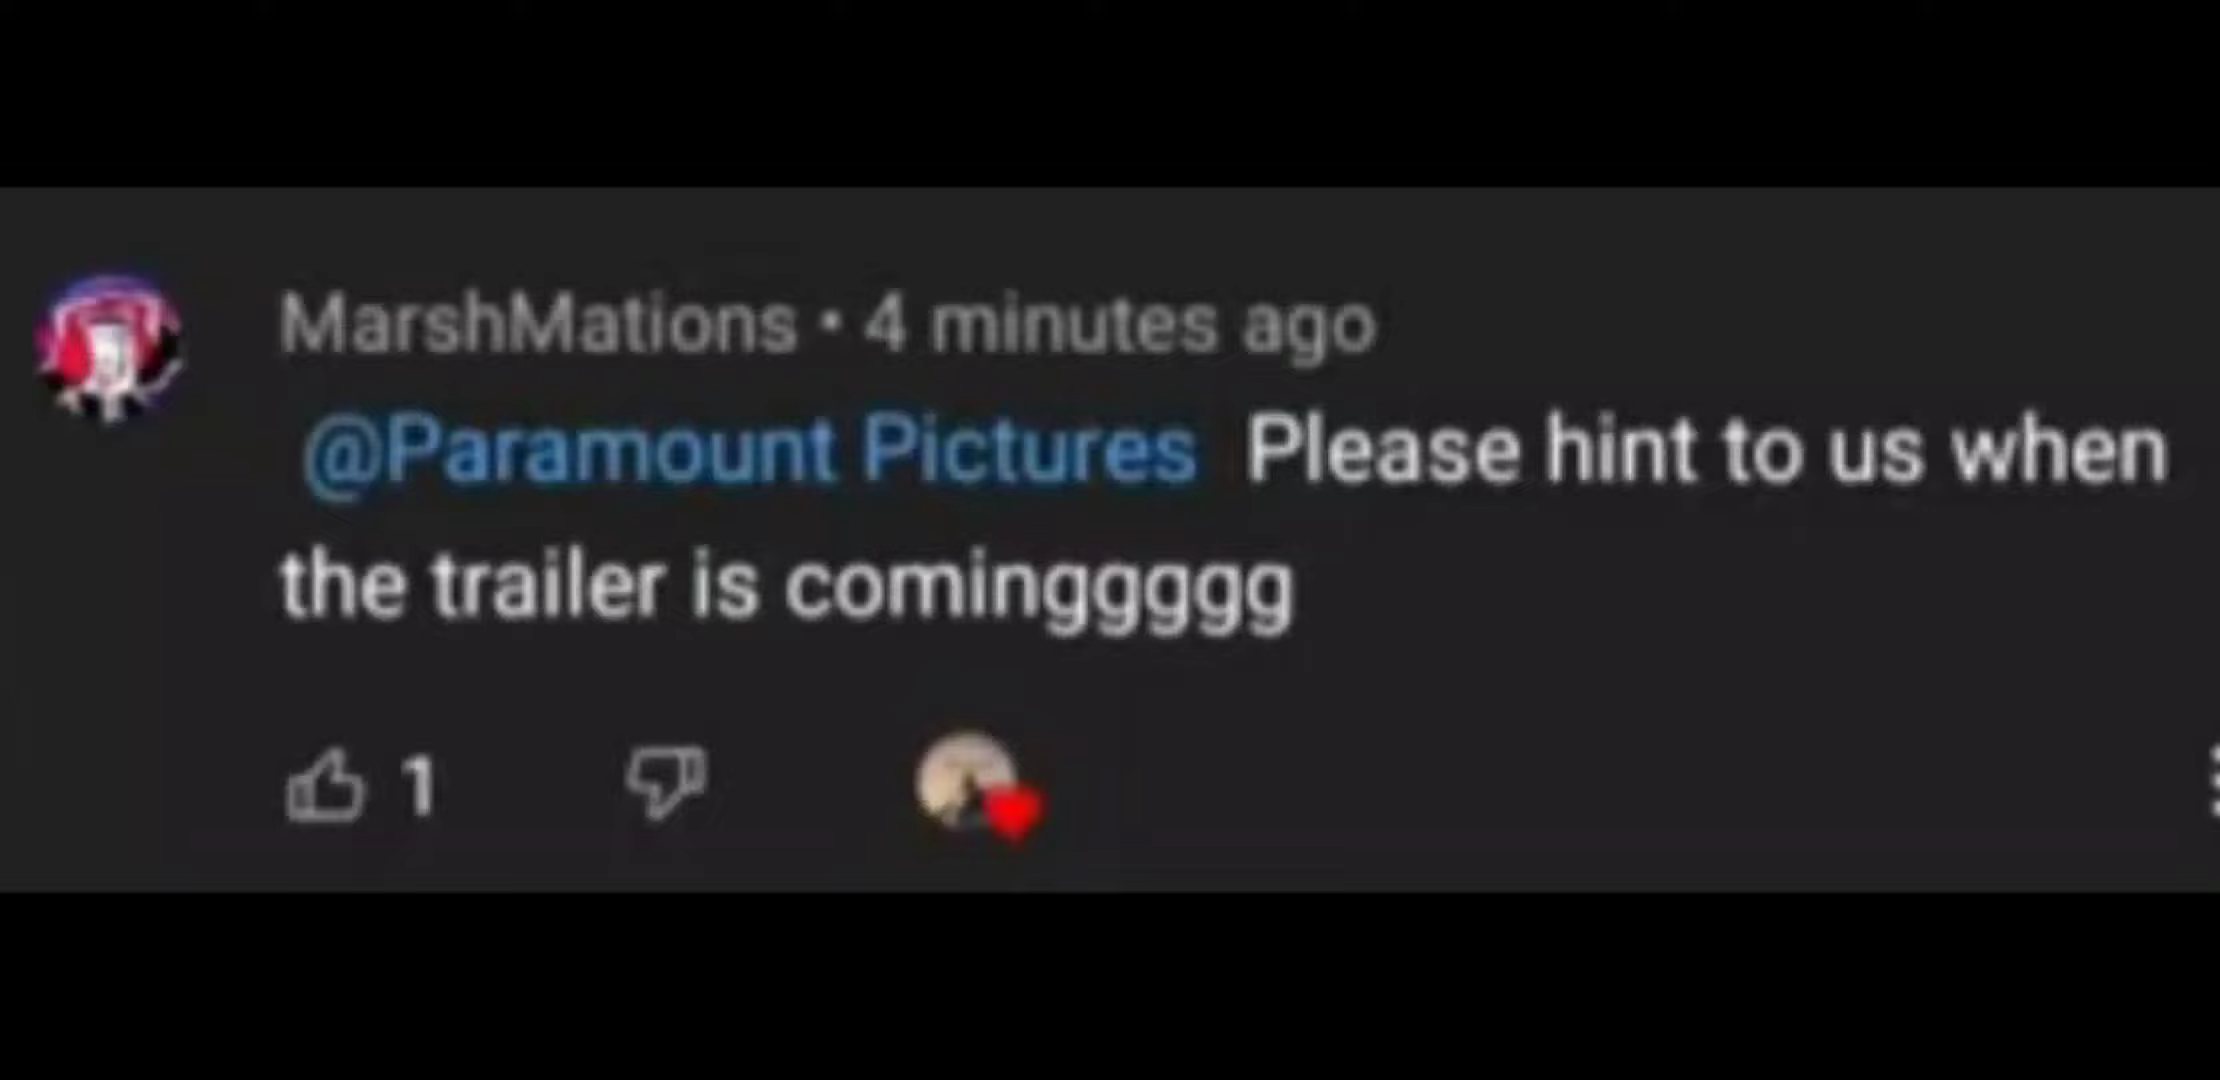 MarshMations • 4 minutes ago
@Paramount Pictures Please hint to us when
the trailer is cominggggg
1